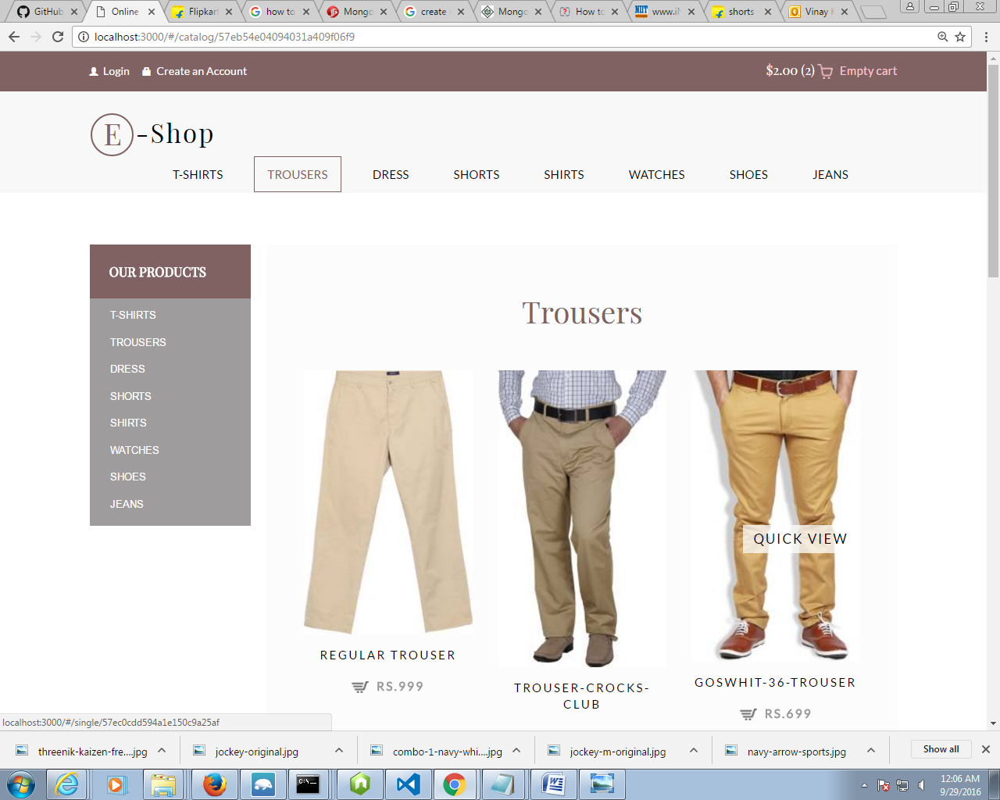 GitHub
Online
Flipkar
how to
Mongo
create
Mongo
How to
NIIT www.iN
shorts
Vinay
localhost:3000/#/catalog/57eb54e04094031a409f06f9
Login
Create an Account
$2.00 (2)
Empty cart
E-Shop
T-SHIRTS
TROUSERS
DRESS
SHORTS
SHIRTS
WATCHES
SHOES
JEANS
OUR PRODUCTS
T-SHIRTS
TROUSERS
DRESS
SHORTS
SHIRTS
WATCHES
SHOES
JEANS
Trousers
QUICK VIEW
REGULAR TROUSER
RS.999
TROUSER-CROCKS-
CLUB
GOSWHIT-36-TROUSER
RS.699
localhost:3000/#/single/57ec0cdd594a1e150c9a25af
threenik-kaizen-fre....jpg
jockey-original.jpg
combo-1-navy-whi....jpg
jockey-m-original.jpg
navy-arrow-sports.jpg
Show all
12:06 AM
9/29/2016